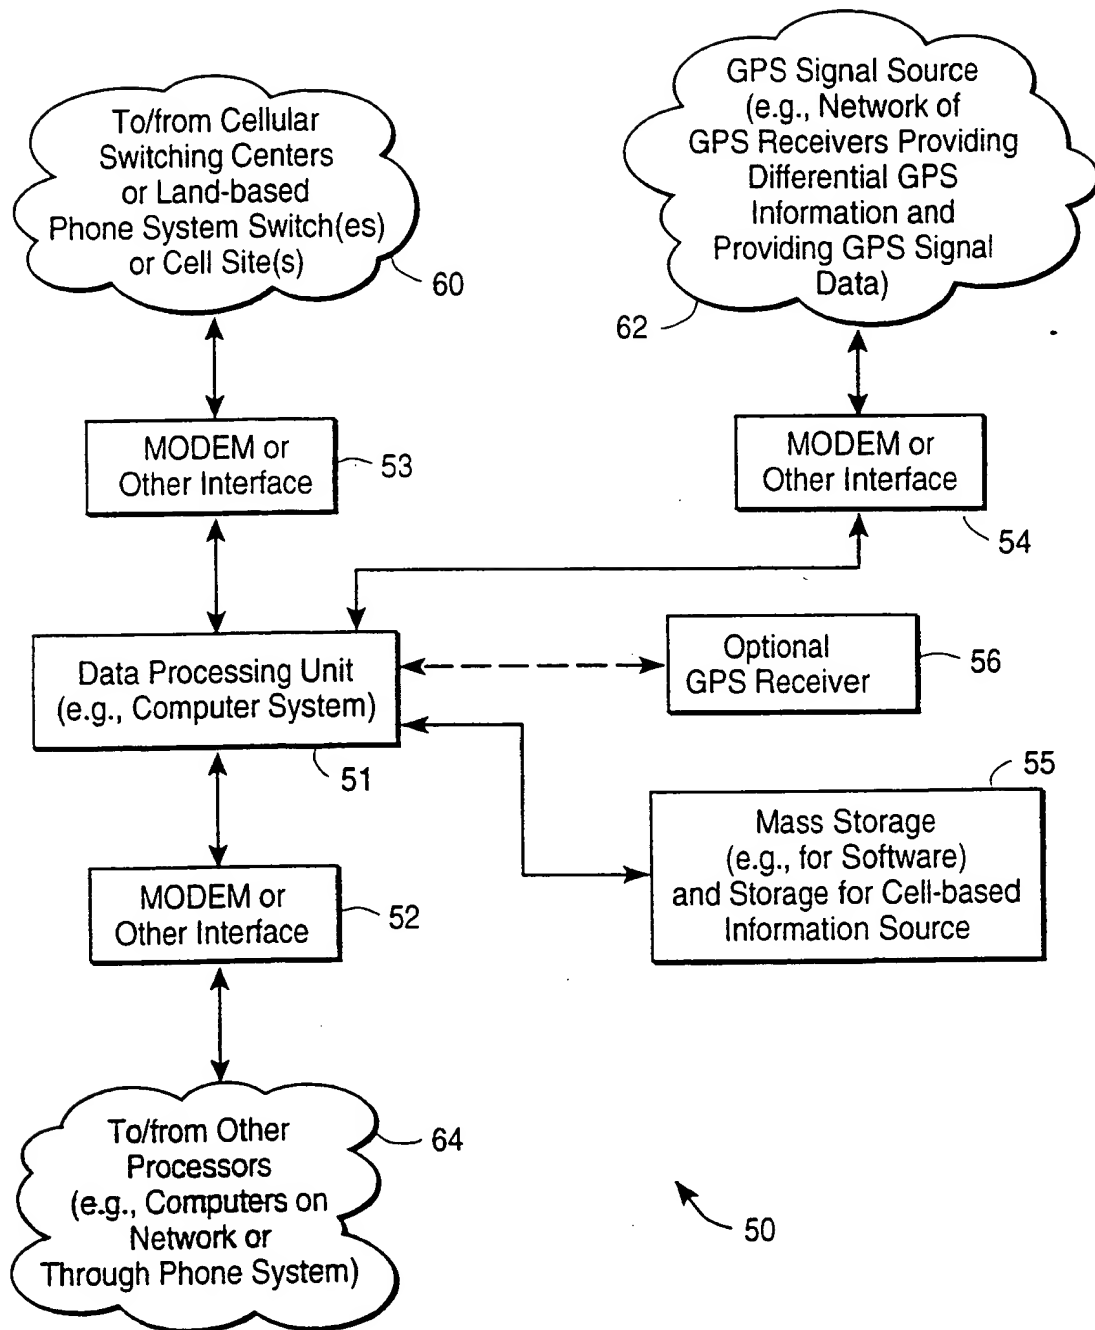 To/from Cellular
Switching Centers
or Land-based
Phone System Switch(es)
or Cell Site(s)
60
GPS Signal Source
(e.g., Network of
GPS Receivers Providing
Differential GPS
Information and
Providing GPS Signal
Data)
62
MODEM or
Other Interface
53
MODEM or
Other Interface
54
Data Processing Unit
(e.g., Computer System)
51
Optional
GPS Receiver
56
55
Mass Storage
(e.g., for Software)
and Storage for Cell-based
Information Source
MODEM or
Other Interface
52
To/from Other
Processors
(e.g., Computers on
Network or
Through Phone System)
64
50